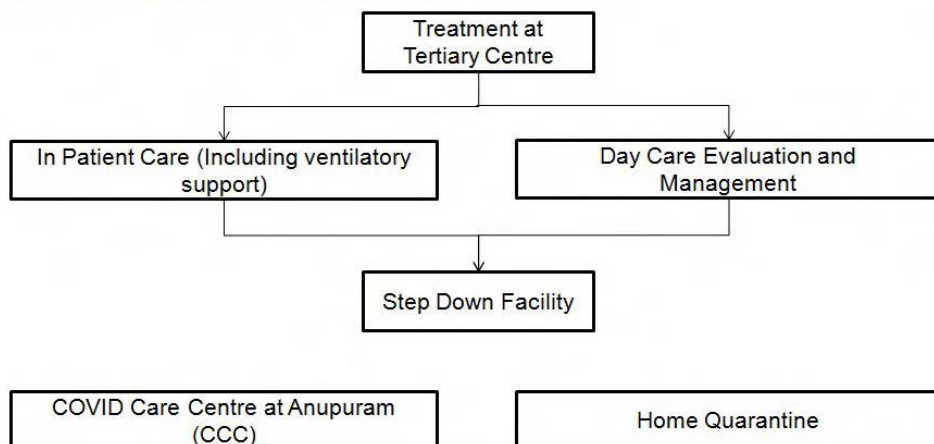 Treatment at
Tertiary Centre
In Patient Care (Including ventilatory
support)
Day Care Evaluation and
Management
Step Down Facility
COVID Care Centre at Anupuram
(CCC)
Home Quarantine